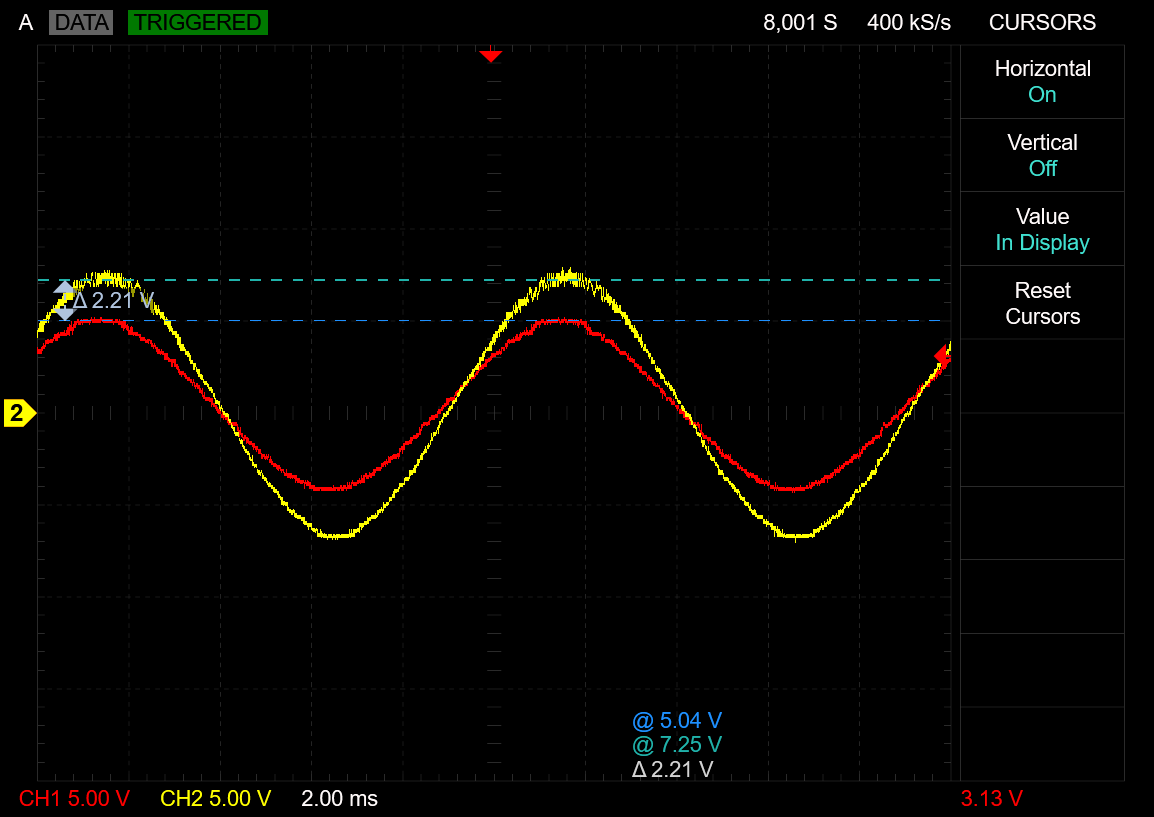 A DATA TRIGGERED 8,001 S 400 kS/s CURSORS
Horizontal
On
Vertical
Off
Value
In Display
Reset
Cursors
Δ 2.21 V
2
@ 5.04 V
@ 7.25 V
Δ 2.21 V
CH1 5.00 V CH2 5.00 V 2.00 ms 3.13 V